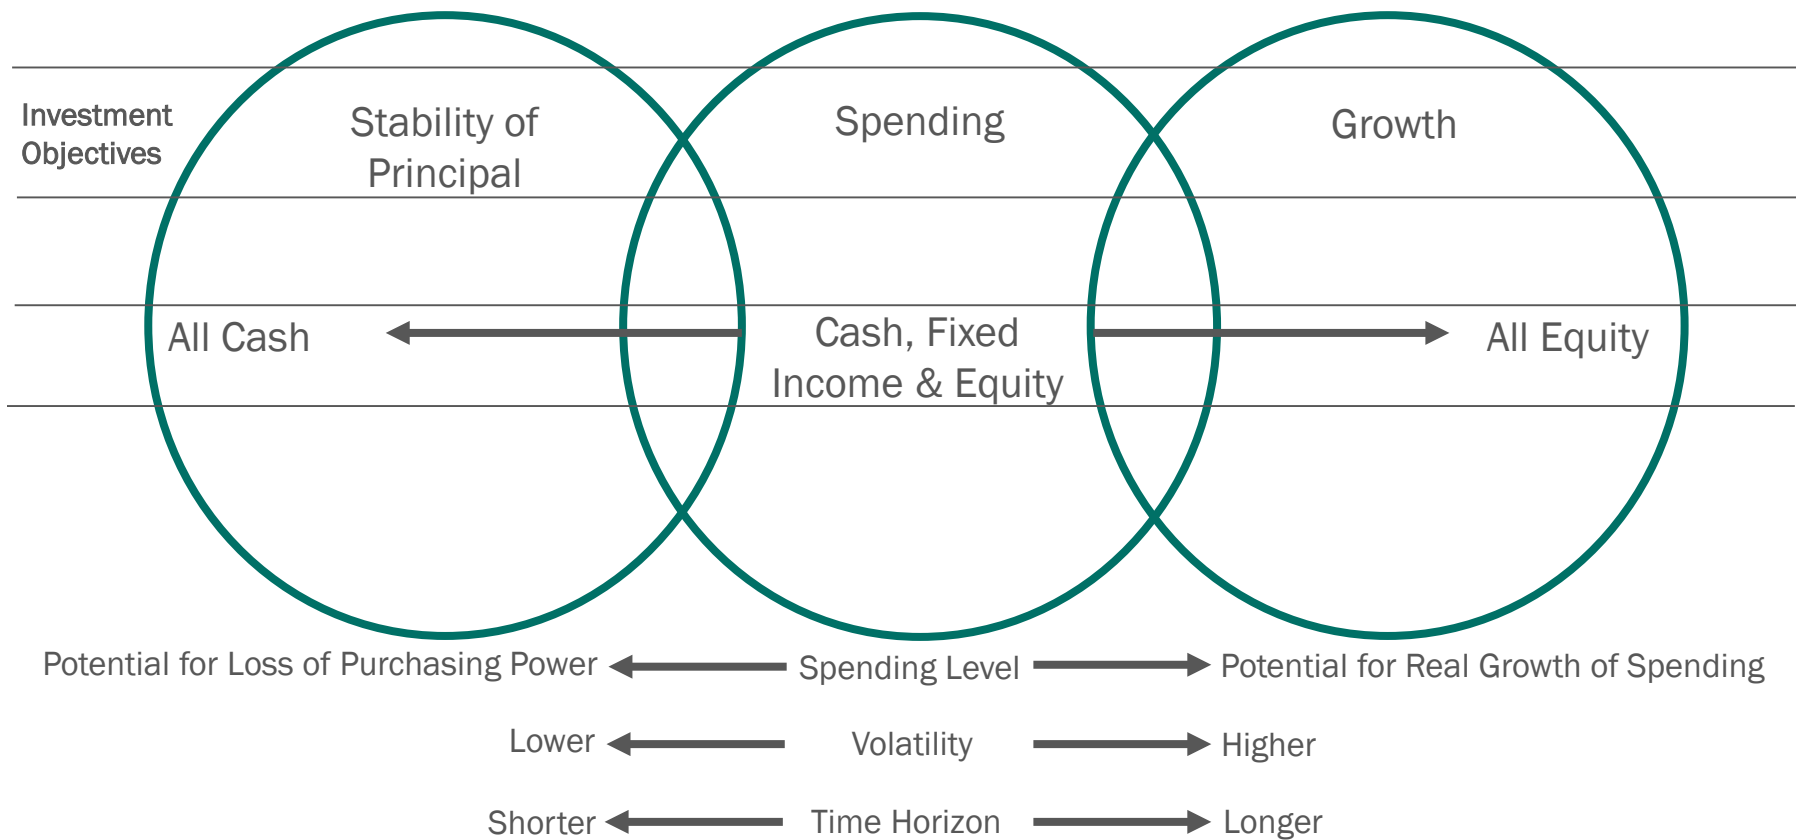 Investment
Objectives
Stability of
Principal
Spending
Growth
All Cash
Cash, Fixed
Income & Equity
All Equity
Potential for Loss of Purchasing Power
Spending Level
Potential for Real Growth of Spending
Lower
Volatility
Higher
Shorter
Time Horizon
Longer